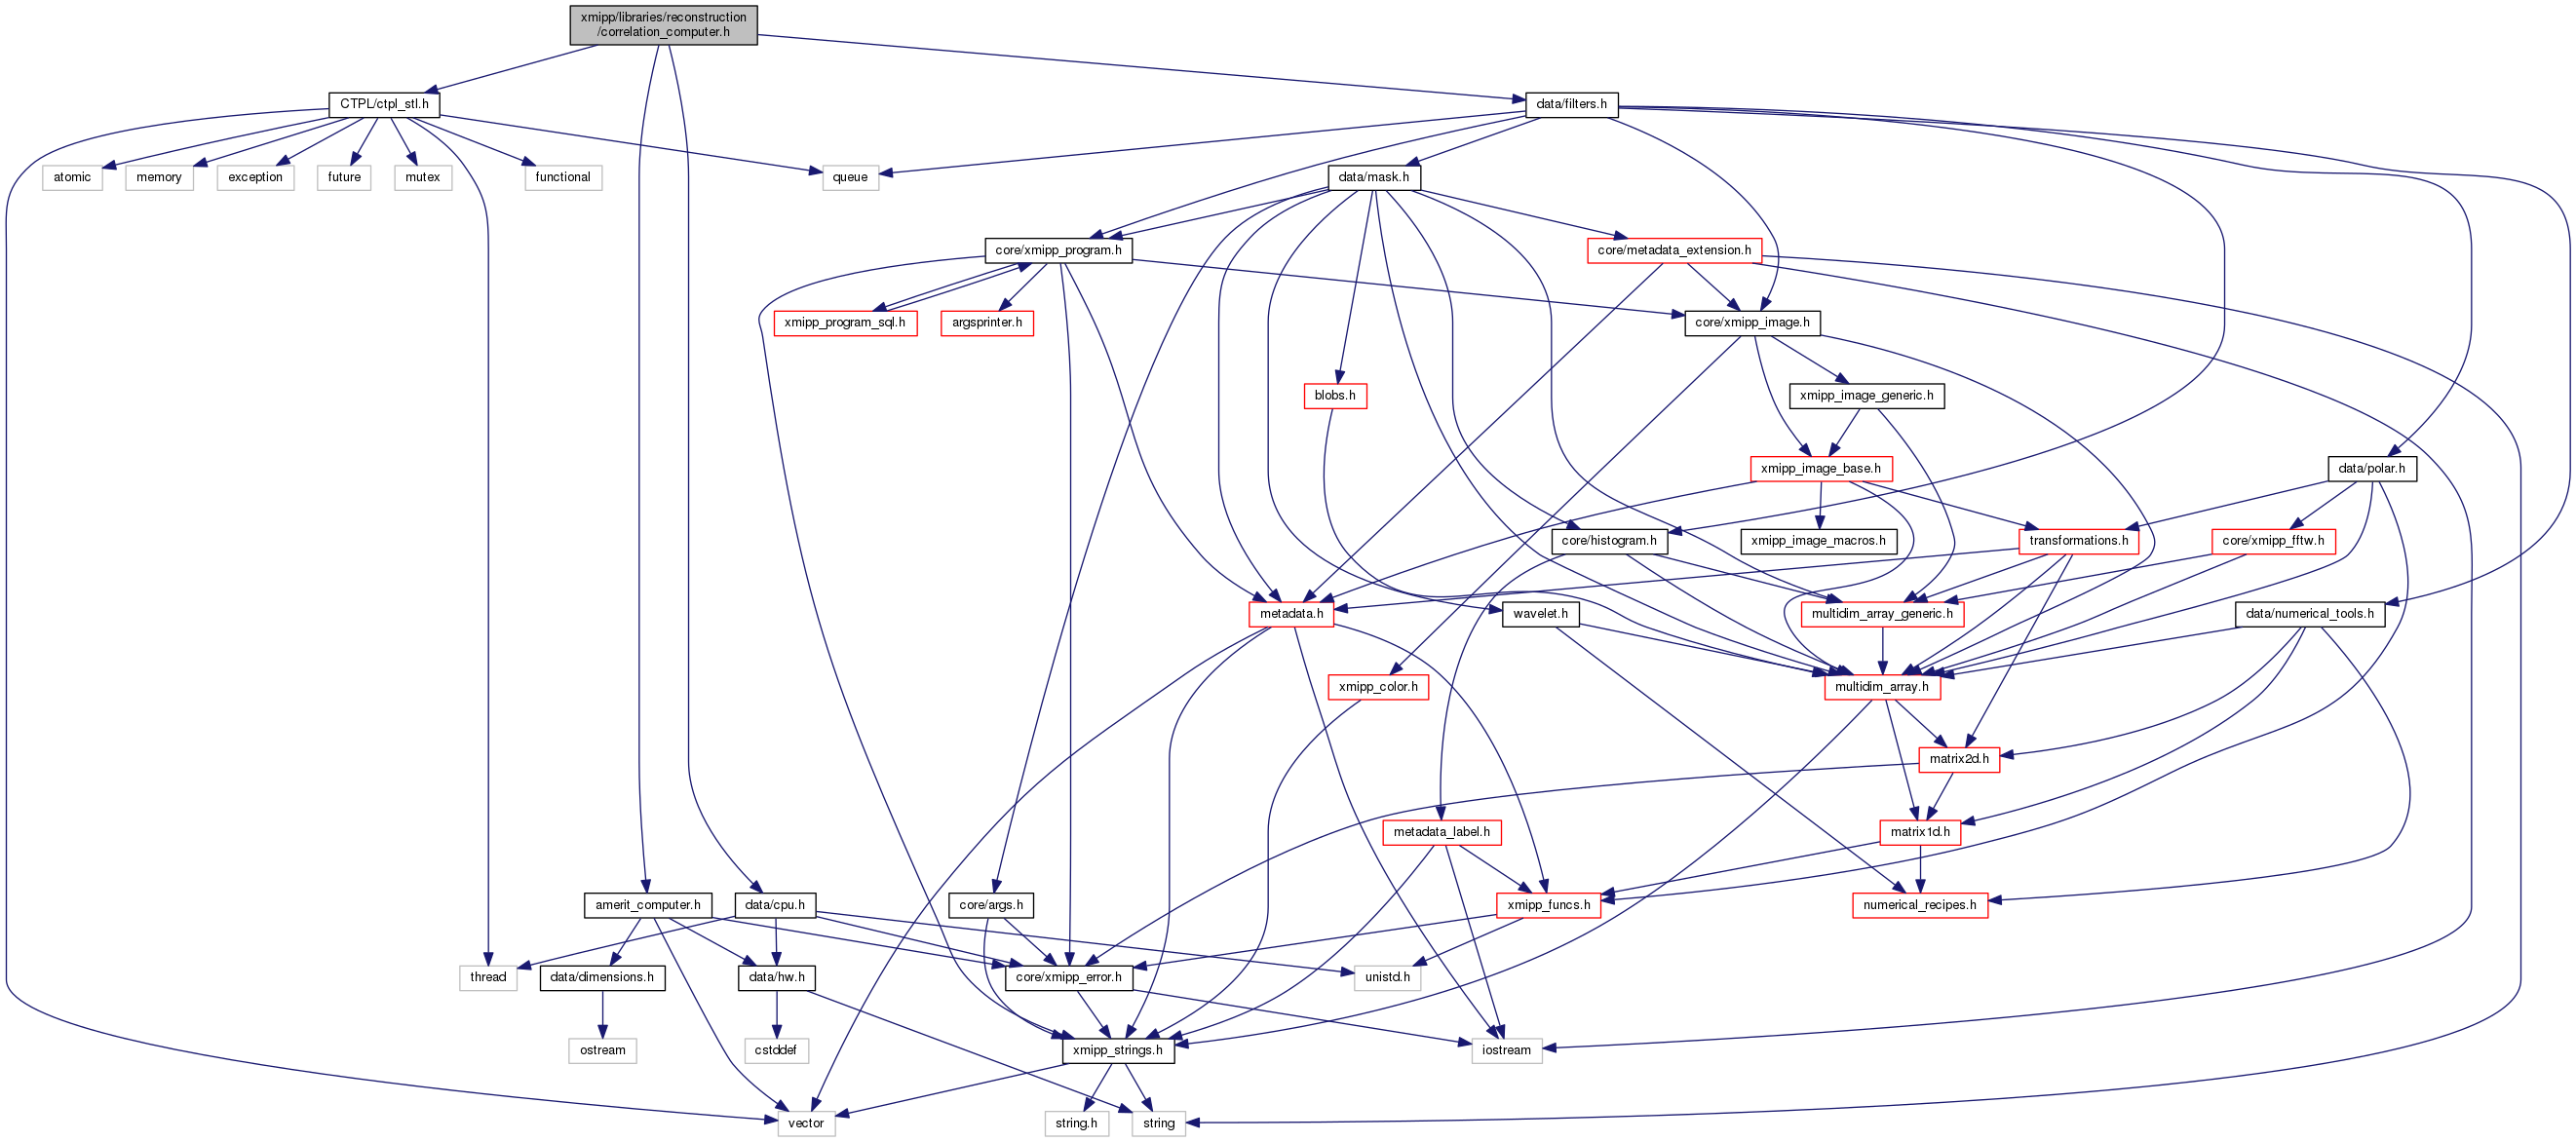 xmipp/libraries/reconstruction
/correlation_computer.h
CTPL/ctpl_stl.h
data/filters.h
atomic
memory
exception
future
mutex
functional
queue
data/mask.h
core/xmipp_program.h
core/metadata_extension.h
xmipp_program_sql.h
argsprinter.h
core/xmipp_image.h
blobs.h
xmipp_image_generic.h
xmipp_image_base.h
data/polar.h
core/histogram.h
xmipp_image_macros.h
transformations.h
core/xmipp_fftw.h
metadata.h
wavelet.h
multidim_array_generic.h
data/numerical_tools.h
xmipp_color.h
multidim_array.h
matrix2d.h
metadata_label.h
matrix1d.h
amerit_computer.h
data/cpu.h
core/args.h
xmipp_funcs.h
numerical_recipes.h
thread
data/dimensions.h
data/hw.h
core/xmipp_error.h
unistd.h
ostream
cstddef
xmipp_strings.h
iostream
vector
string.h
string